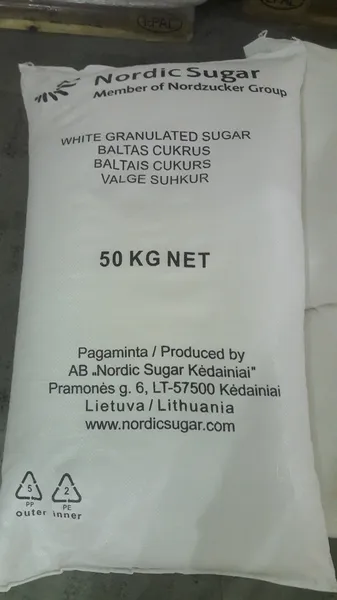 Nordic Sugar
Member of Nordzucker Group
WHITE GRANULATED SUGAR
BALTAS CUKRUS
BALTAIS CUKURS
VALGE SUHKUR
50 KG NET
Pagaminta / Produced by
AB „Nordic Sugar Kėdainiai"
Pramonės g. 6, LT-57500 Kėdainiai
Lietuva / Lithuania
www.nordicsugar.com
5 2
PP PE
outer inner